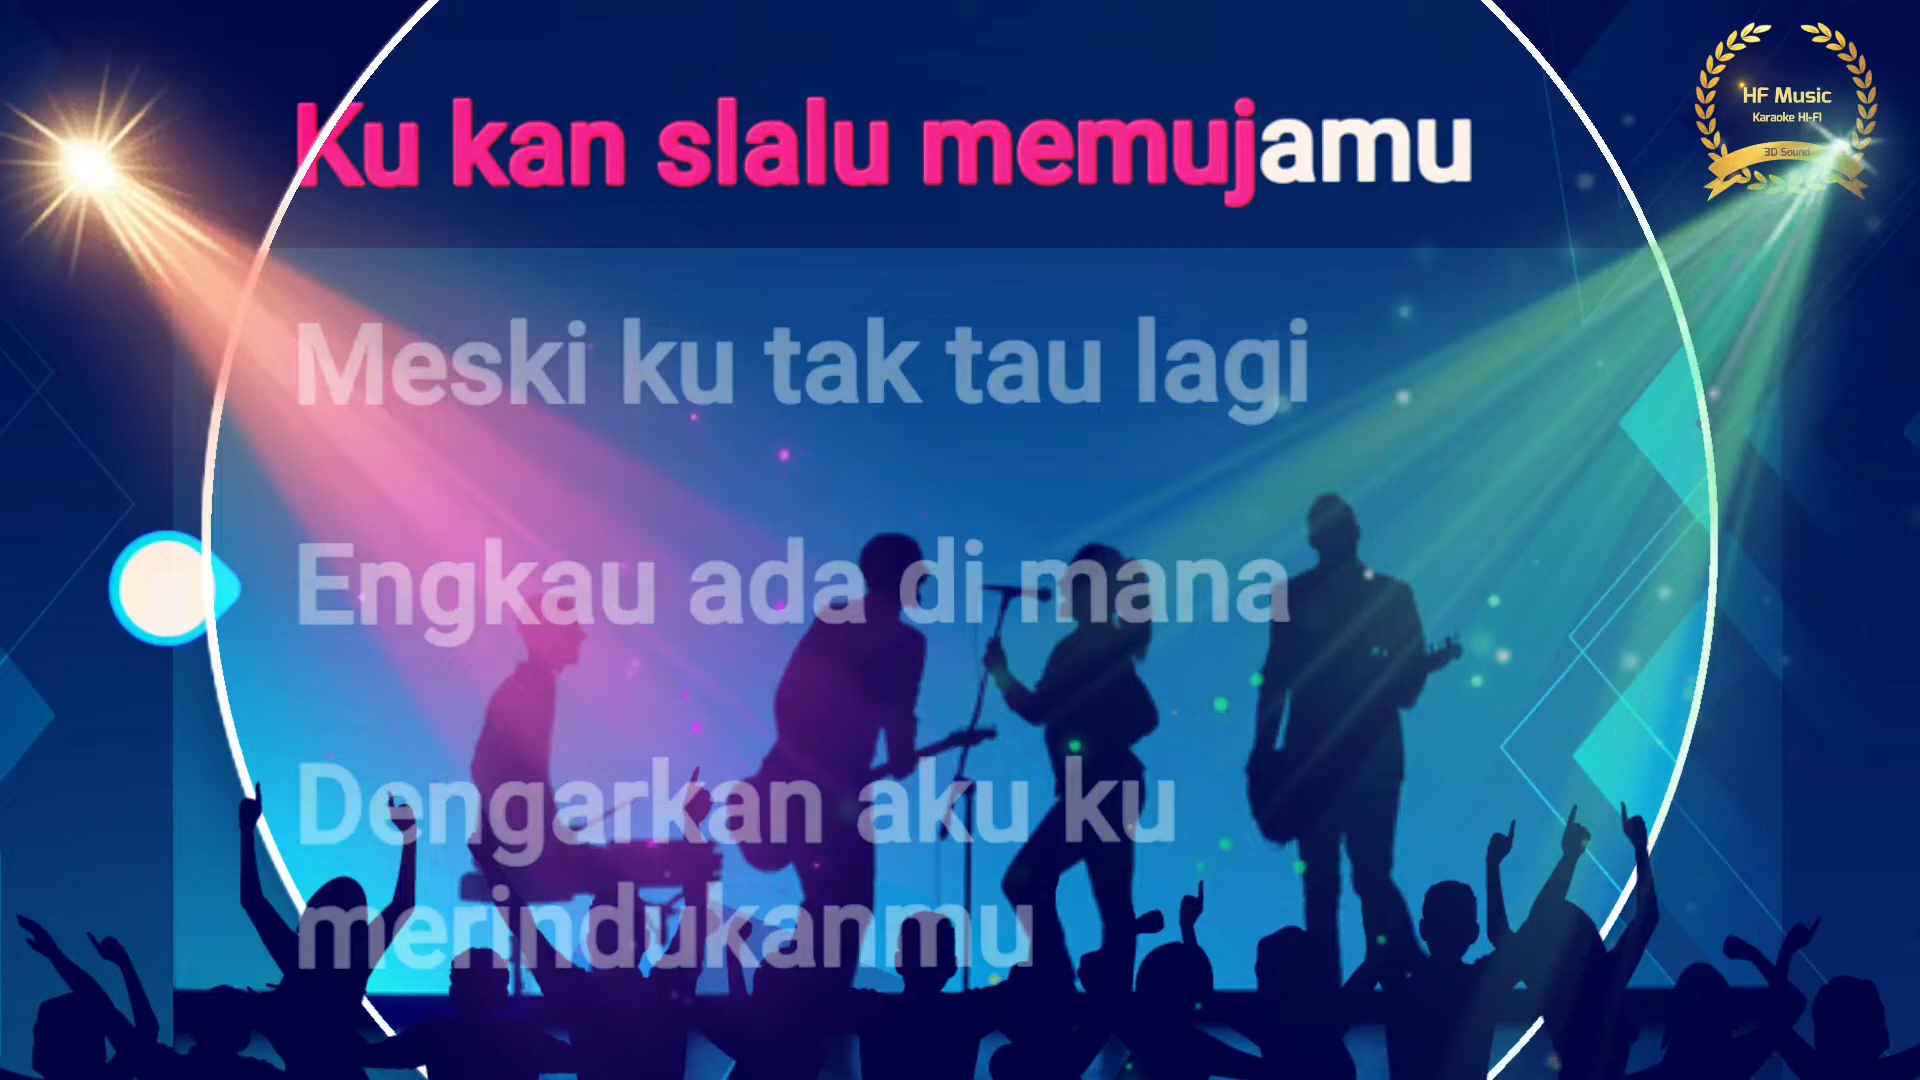 HF Music
Karaoke HI-FI
3D Sound
Ku kan slalu memujamu
Meski ku tak tau lagi
Engkau ada di mana
Dengarkan aku ku
merindukanmu